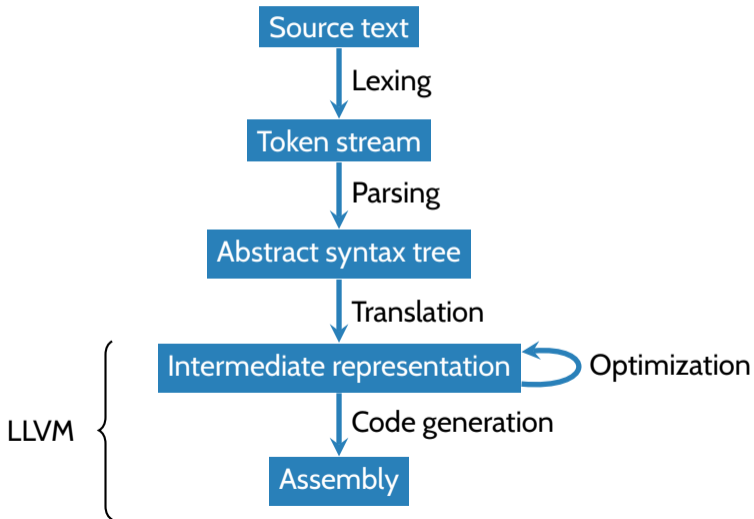 Source text
Lexing
Token stream
Parsing
Abstract syntax tree
Translation
Intermediate representation
Optimization
Code generation
LLVM
Assembly